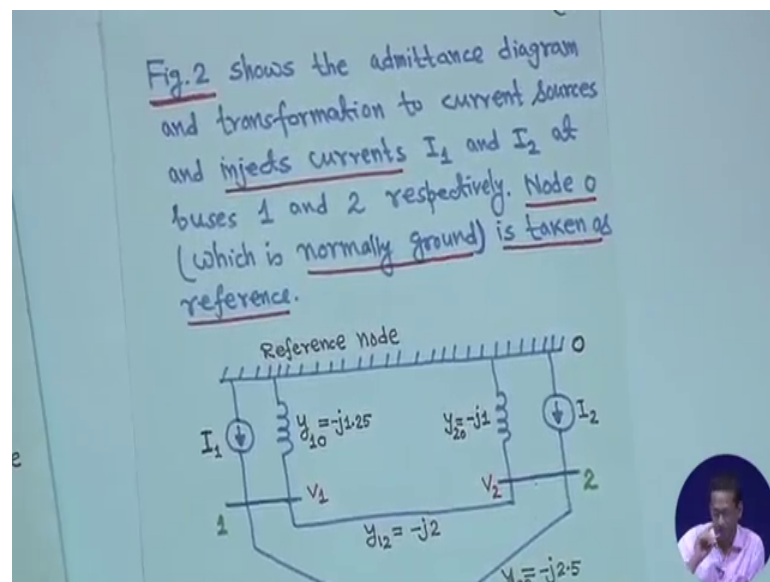 Fig.2 shows the admittance diagram
and transformation to current sources
and injects currents I₁ and I₂ at
buses 1 and 2 respectively. Node 0
(which is normally ground) is taken as
reference.
Reference node
0
I₁
y₁₀ = -j1.25
y₂₀ = -j1
I₂
V₁
V₂
1
2
y₁₂ = -j2
= -j2.5
e